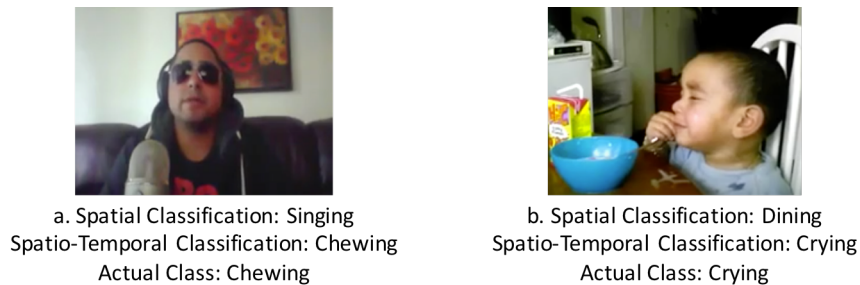 a. Spatial Classification: Singing
Spatio-Temporal Classification: Chewing
Actual Class: Chewing
b. Spatial Classification: Dining
Spatio-Temporal Classification: Crying
Actual Class: Crying